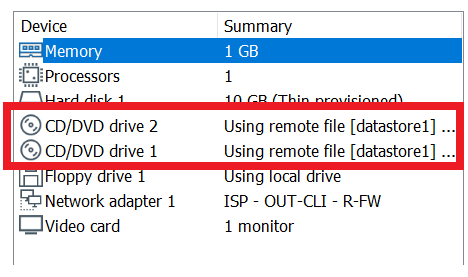 Device Summary
Memory 1 GB
Processors 1
Hard disk 1 10 GB (Thin provisioned)
CD/DVD drive 2 Using remote file [datastore1] ...
CD/DVD drive 1 Using remote file [datastore1] ...
Floppy drive 1 Using local drive
Network adapter 1 ISP - OUT-CLI - R-FW
Video card 1 monitor